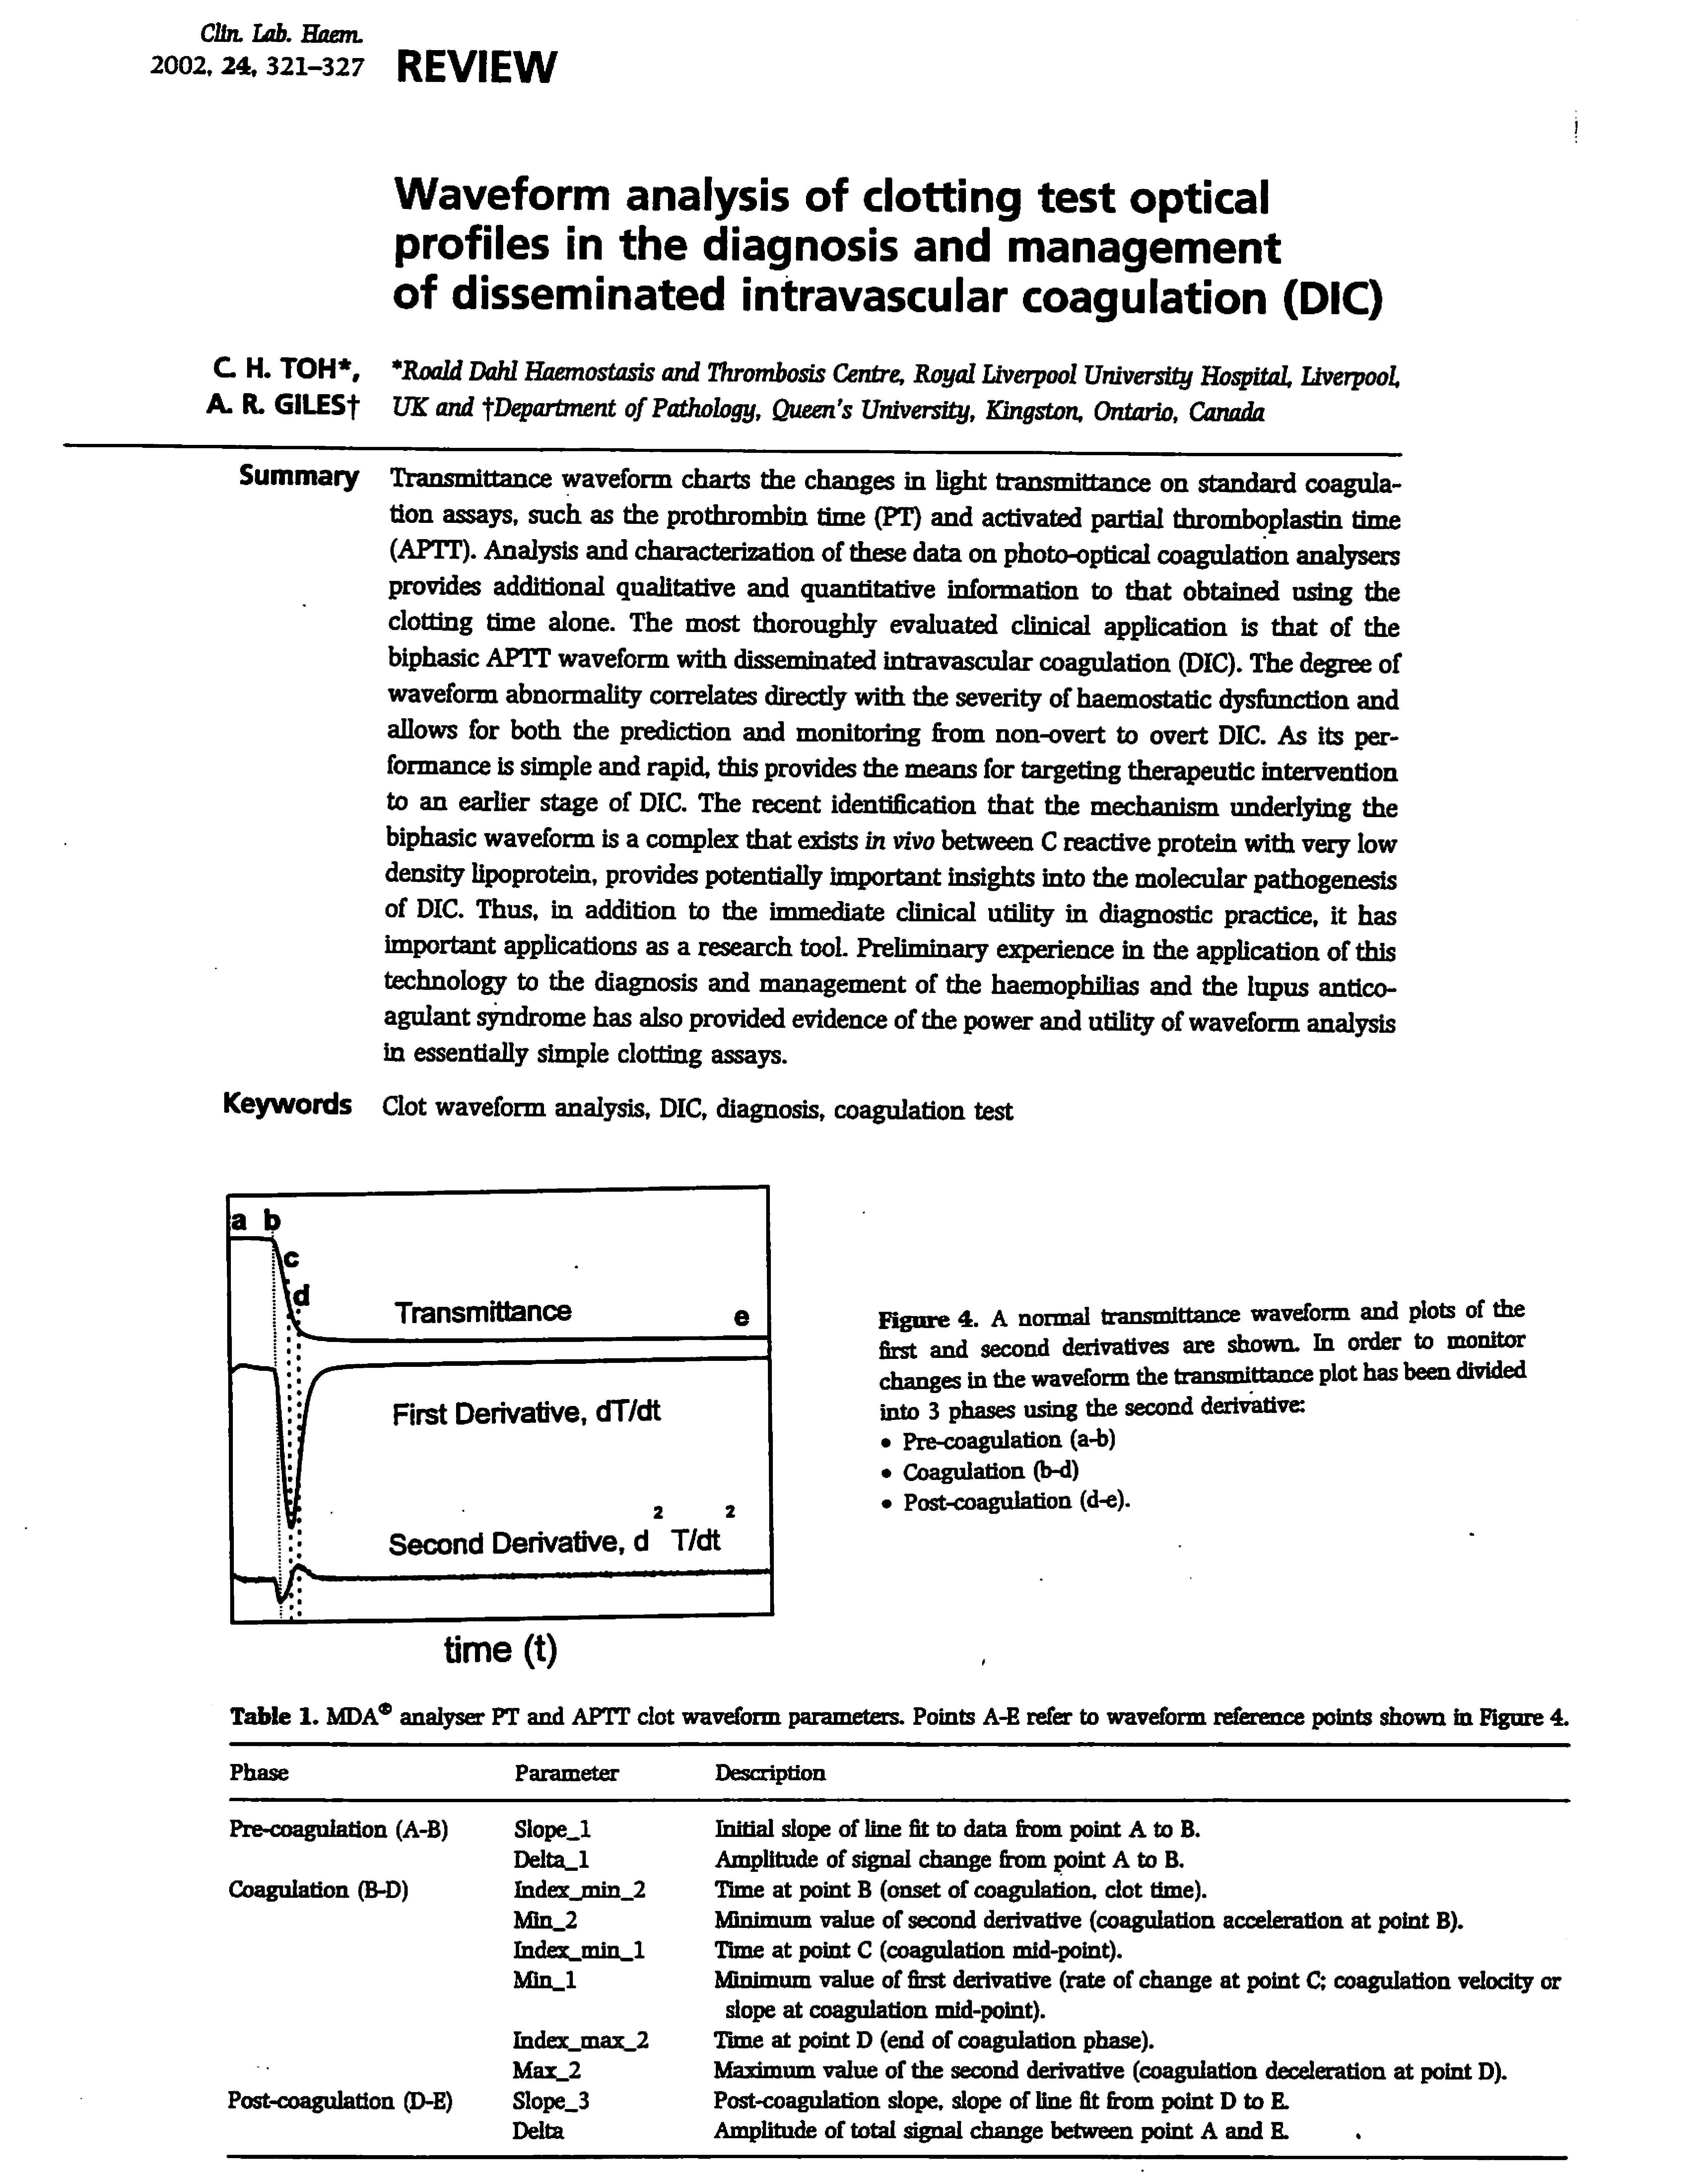 Clin. Lab. Haem.
2002, 24, 321–327
REVIEW
Waveform analysis of clotting test optical
profiles in the diagnosis and management
of disseminated intravascular coagulation (DIC)
C. H. TOH*,
A. R. GILES†
*Roald Dahl Haemostasis and Thrombosis Centre, Royal Liverpool University Hospital, Liverpool,
UK and †Department of Pathology, Queen's University, Kingston, Ontario, Canada
Summary
Transmittance waveform charts the changes in light transmittance on standard coagula-
tion assays, such as the prothrombin time (PT) and activated partial thromboplastin time
(APTT). Analysis and characterization of these data on photo-optical coagulation analysers
provides additional qualitative and quantitative information to that obtained using the
clotting time alone. The most thoroughly evaluated clinical application is that of the
biphasic APTT waveform with disseminated intravascular coagulation (DIC). The degree of
waveform abnormality correlates directly with the severity of haemostatic dysfunction and
allows for both the prediction and monitoring from non-overt to overt DIC. As its per-
formance is simple and rapid, this provides the means for targeting therapeutic intervention
to an earlier stage of DIC. The recent identification that the mechanism underlying the
biphasic waveform is a complex that exists in vivo between C reactive protein with very low
density lipoprotein, provides potentially important insights into the molecular pathogenesis
of DIC. Thus, in addition to the immediate clinical utility in diagnostic practice, it has
important applications as a research tool. Preliminary experience in the application of this
technology to the diagnosis and management of the haemophilias and the lupus antico-
agulant syndrome has also provided evidence of the power and utility of waveform analysis
in essentially simple clotting assays.
Keywords
Clot waveform analysis, DIC, diagnosis, coagulation test
a b
c
d
Transmittance
e
First Derivative, dT/dt
Second Derivative, d² T/dt²
time (t)
Figure 4. A normal transmittance waveform and plots of the
first and second derivatives are shown. In order to monitor
changes in the waveform the transmittance plot has been divided
into 3 phases using the second derivative:
• Pre-coagulation (a-b)
• Coagulation (b-d)
• Post-coagulation (d-e).
Table 1. MDA® analyser PT and APTT clot waveform parameters. Points A-E refer to waveform reference points shown in Figure 4.
Phase Parameter Description
Pre-coagulation (A-B) Slope_1 Initial slope of line fit to data from point A to B.
Delta_1 Amplitude of signal change from point A to B.
Coagulation (B-D) Index_min_2 Time at point B (onset of coagulation, clot time).
Min_2 Minimum value of second derivative (coagulation acceleration at point B).
Index_min_1 Time at point C (coagulation mid-point).
Min_1 Minimum value of first derivative (rate of change at point C; coagulation velocity or
slope at coagulation mid-point).
Index_max_2 Time at point D (end of coagulation phase).
Max_2 Maximum value of the second derivative (coagulation deceleration at point D).
Post-coagulation (D-E) Slope_3 Post-coagulation slope, slope of line fit from point D to E.
Delta Amplitude of total signal change between point A and E.